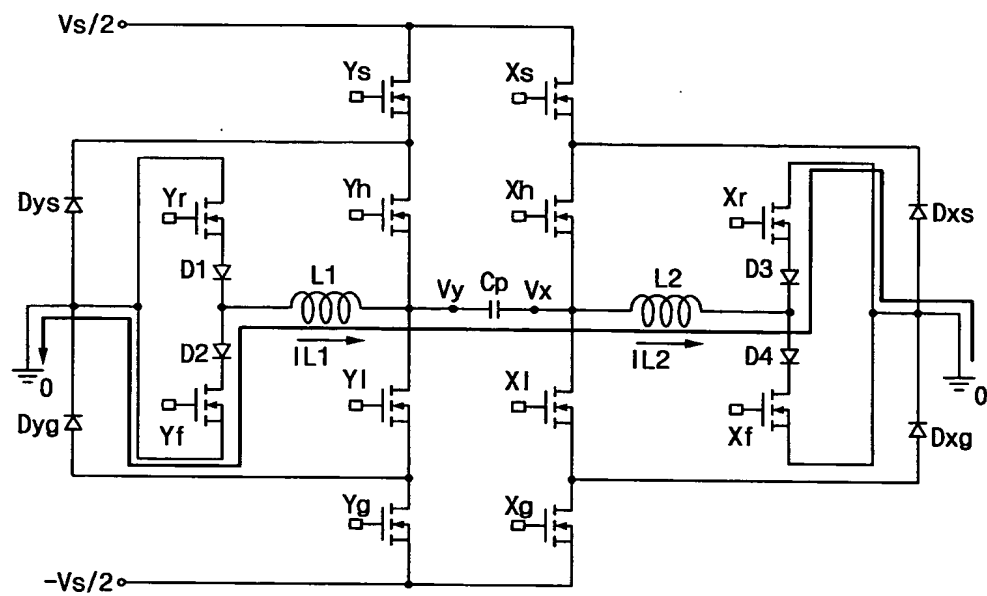 Vs/2
Ys
Xs
Dys
Yr
Yh
Xh
Xr
Dxs
D1
L1
Vy
Cp
Vx
L2
D3
D2
IL1
IL2
D4
0
Yl
Xl
0
Dyg
Yf
Xf
Dxg
Yg
Xg
-Vs/2